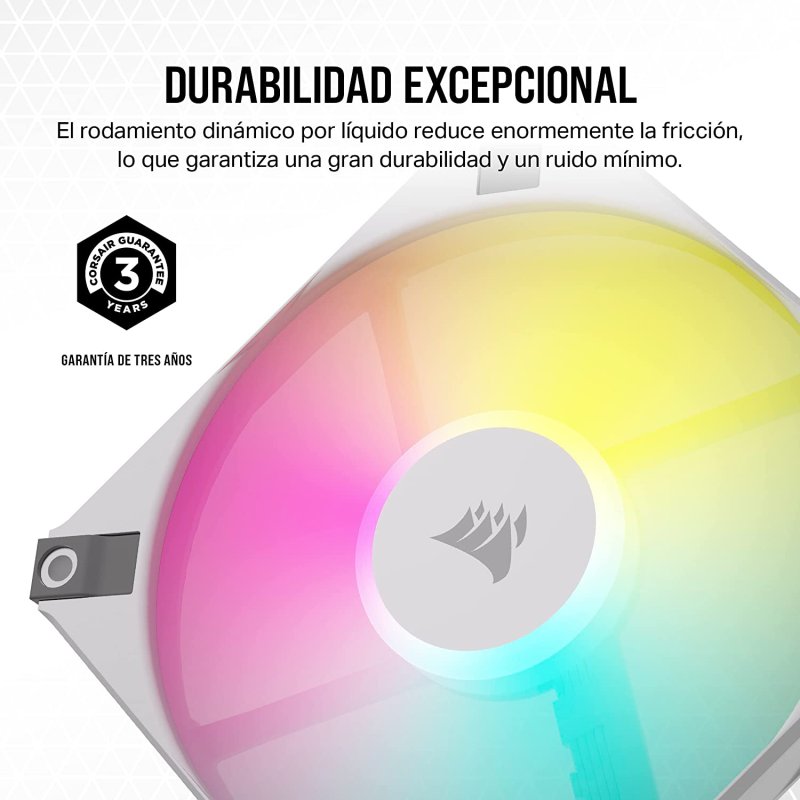 DURABILIDAD EXCEPCIONAL
El rodamiento dinámico por líquido reduce enormemente la fricción,
lo que garantiza una gran durabilidad y un ruido mínimo.
CORSAIR GUARANTEE
3
YEARS
GARANTÍA DE TRES AÑOS